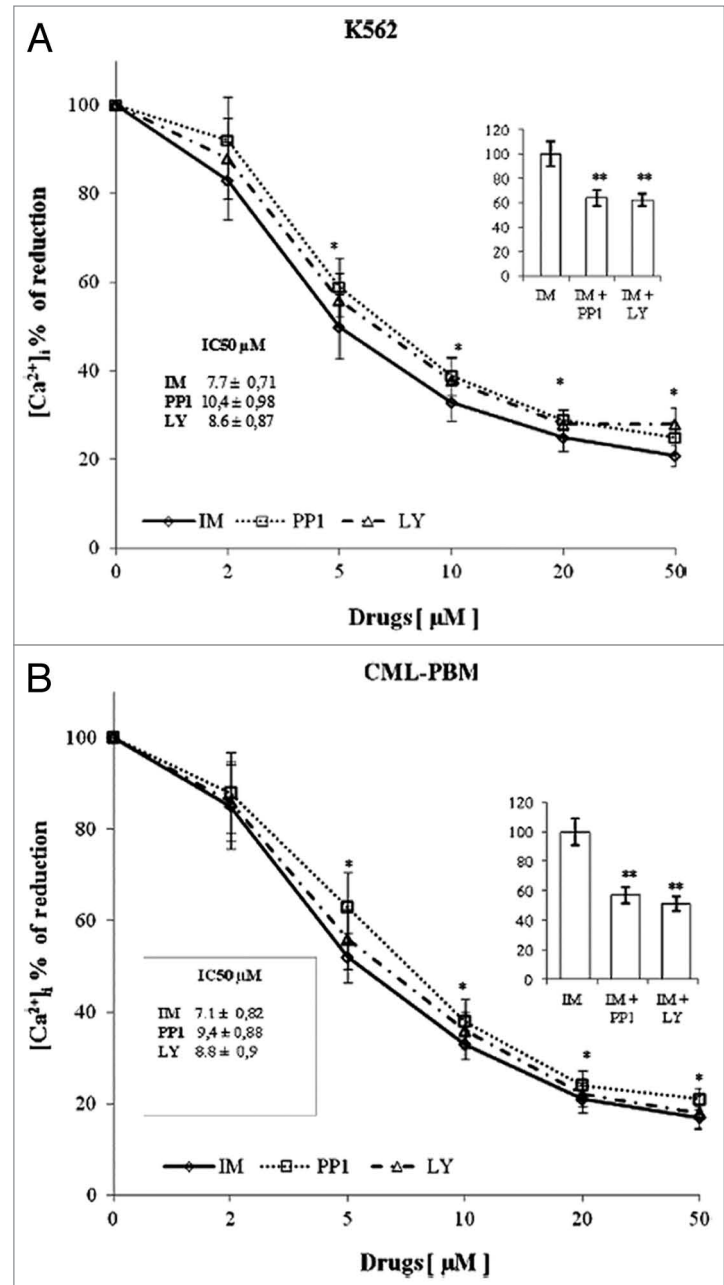 A
K562
[Ca2+]i % of reduction
100
80
60
40
20
0
120
100
80
60
40
20
0
**
**
IM
IM + PP1
IM + LY
*
*
*
*
IC50 µM
IM 7.7 ± 0,71
PP1 10,4 ± 0,98
LY 8.6 ± 0,87
IM PP1 LY
0 2 5 10 20 50
Drugs [ µM ]
B
CML-PBM
[Ca2+]i % of reduction
100
80
60
40
20
0
120
100
80
60
40
20
0
**
**
IM
IM + PP1
IM + LY
*
*
*
*
IC50 µM
IM 7.1 ± 0,82
PP1 9,4 ± 0,88
LY 8.8 ± 0,9
IM PP1 LY
0 2 5 10 20 50
Drugs [ µM ]